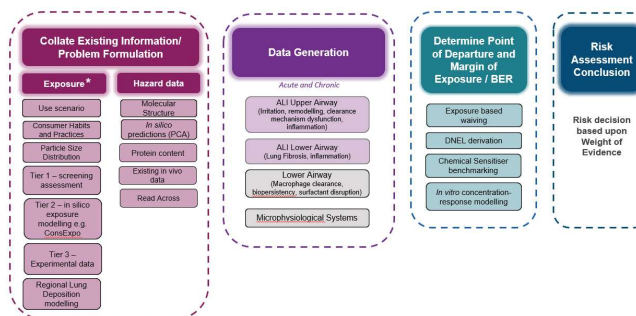 Collate Existing Information/
Problem Formulation
Exposure*
Use scenario
Consumer Habits
and Practices
Particle Size
Distribution
Tier 1 – screening
assessment
Tier 2 – in silico
exposure
modelling e.g.
ConsExpo
Tier 3 –
Experimental data
Regional Lung
Deposition
modelling
Hazard data
Molecular
Structure
In silico
predictions (PCA)
Protein content
Existing in vivo
data
Read Across
Data Generation
Acute and Chronic
ALI Upper Airway
(Irritation, remodelling, clearance
mechanism dysfunction,
inflammation)
ALI Lower Airway
(Lung Fibrosis, inflammation)
Lower Airway
(Macrophage clearance,
biopersistency, surfactant disruption)
Microphysiological Systems
Determine Point
of Departure and
Margin of
Exposure / BER
Exposure based
waiving
DNEL derivation
Chemical Sensitiser
benchmarking
In vitro concentration-
response modelling
Risk
Assessment
Conclusion
Risk decision
based upon
Weight of
Evidence